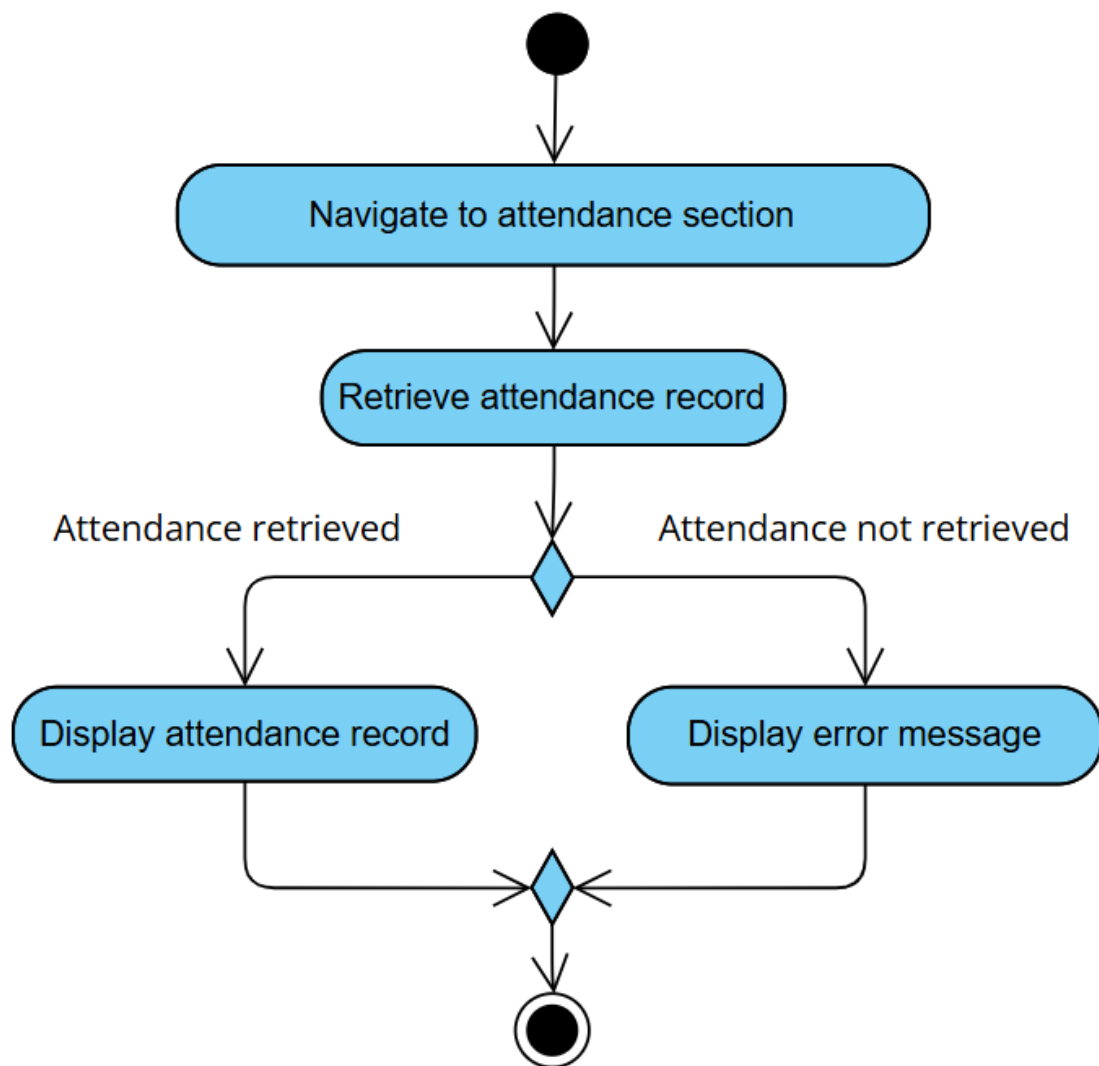 Navigate to attendance section
Retrieve attendance record
Attendance retrieved
Attendance not retrieved
Display attendance record
Display error message